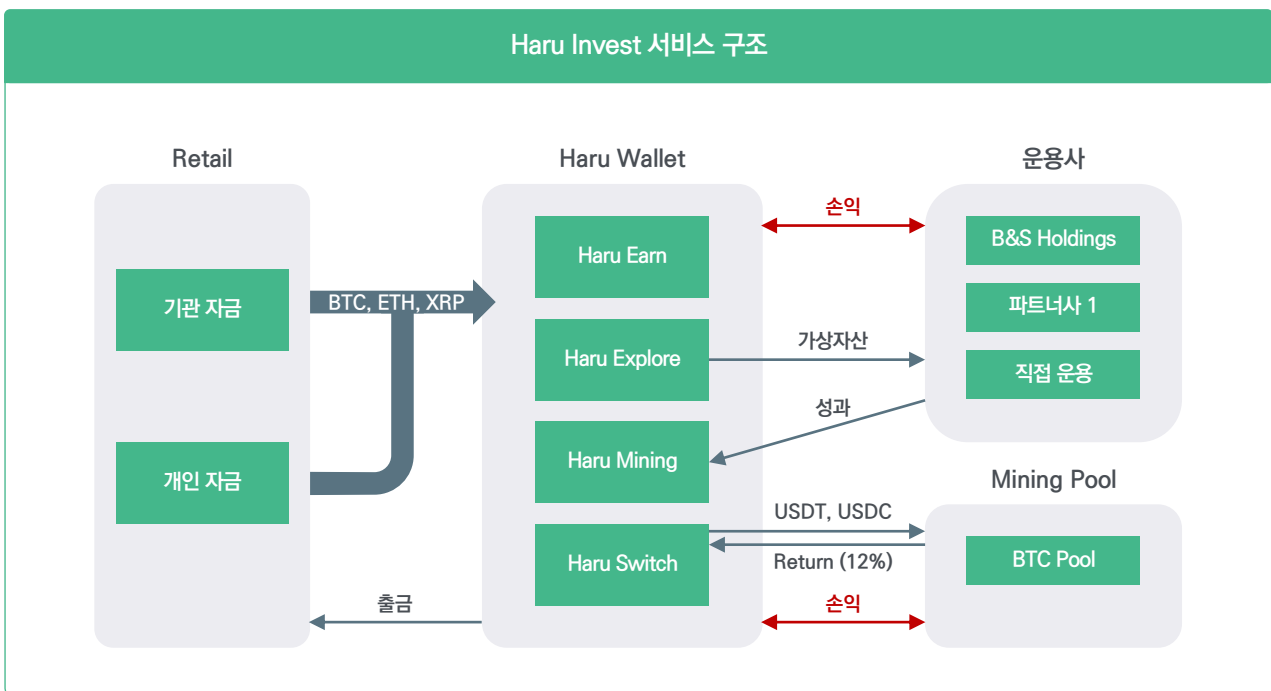 Haru Invest 서비스 구조
Retail
Haru Wallet
운용사
기관 자금
개인 자금
BTC, ETH, XRP
출금
Haru Earn
Haru Explore
Haru Mining
Haru Switch
손익
가상자산
성과
B&S Holdings
파트너사 1
직접 운용
Mining Pool
USDT, USDC
Return (12%)
손익
BTC Pool